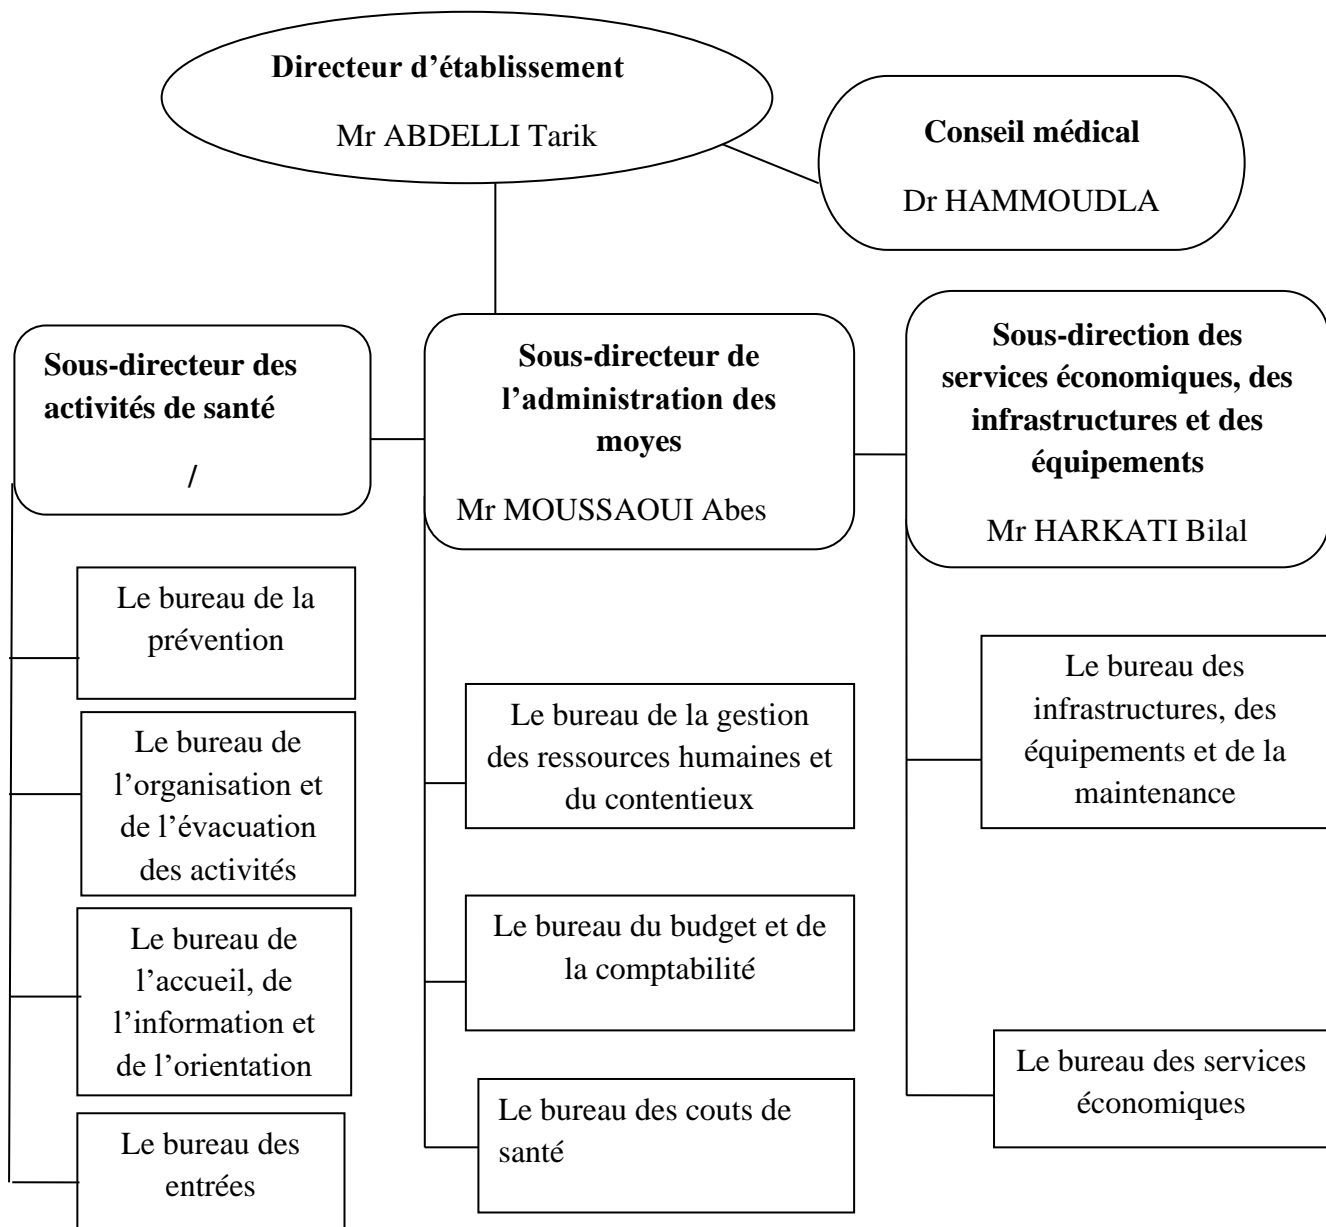 Directeur d’établissement
Mr ABDELLI Tarik
Conseil médical
Dr HAMMOUDLA
Sous-directeur des
activités de santé
/
Sous-directeur de
l’administration des
moyes
Mr MOUSSAOUI Abes
Sous-direction des
services économiques, des
infrastructures et des
équipements
Mr HARKATI Bilal
Le bureau de la
prévention
Le bureau de
l’organisation et
de l’évacuation
des activités
Le bureau de
l’accueil, de
l’information et
de l’orientation
Le bureau des
entrées
Le bureau de la gestion
des ressources humaines et
du contentieux
Le bureau du budget et de
la comptabilité
Le bureau des couts de
santé
Le bureau des
infrastructures, des
équipements et de la
maintenance
Le bureau des services
économiques